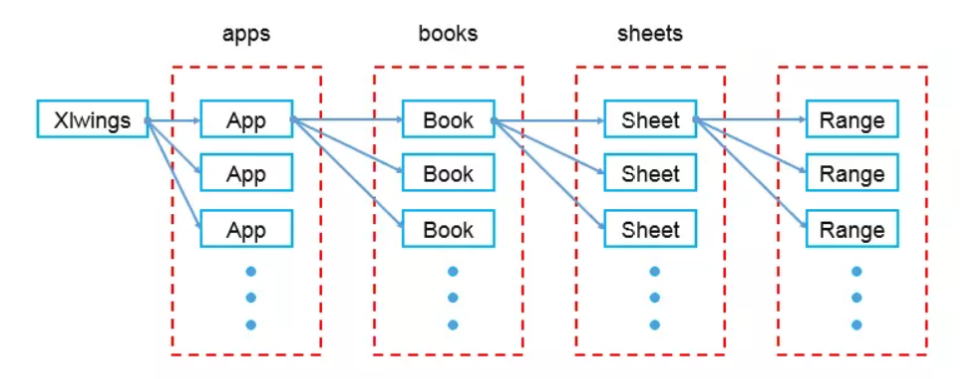 apps books sheets
Xlwings App Book Sheet Range
App Book Sheet Range
App Book Sheet Range